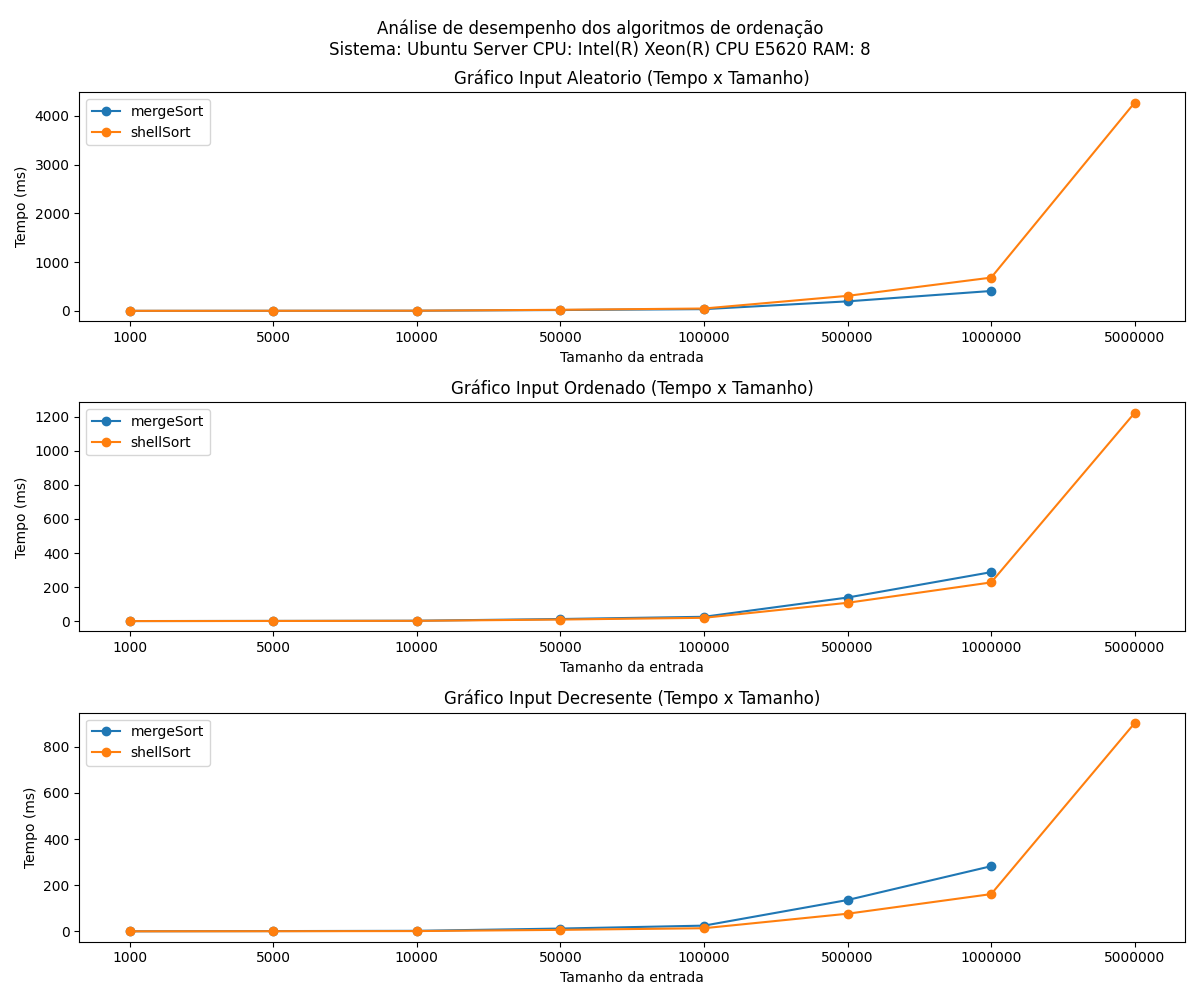 Análise de desempenho dos algoritmos de ordenação
Sistema: Ubuntu Server CPU: Intel(R) Xeon(R) CPU E5620 RAM: 8
Gráfico Input Aleatorio (Tempo x Tamanho)
mergeSort
shellSort
4000
3000
2000
1000
0
Tempo (ms)
1000 5000 10000 50000 100000 500000 1000000 5000000
Tamanho da entrada
Gráfico Input Ordenado (Tempo x Tamanho)
mergeSort
shellSort
1200
1000
800
600
400
200
0
Tempo (ms)
1000 5000 10000 50000 100000 500000 1000000 5000000
Tamanho da entrada
Gráfico Input Decresente (Tempo x Tamanho)
mergeSort
shellSort
800
600
400
200
0
Tempo (ms)
1000 5000 10000 50000 100000 500000 1000000 5000000
Tamanho da entrada